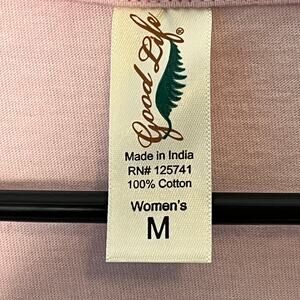 Good Life®
Made in India
RN# 125741
100% Cotton
Women's
M